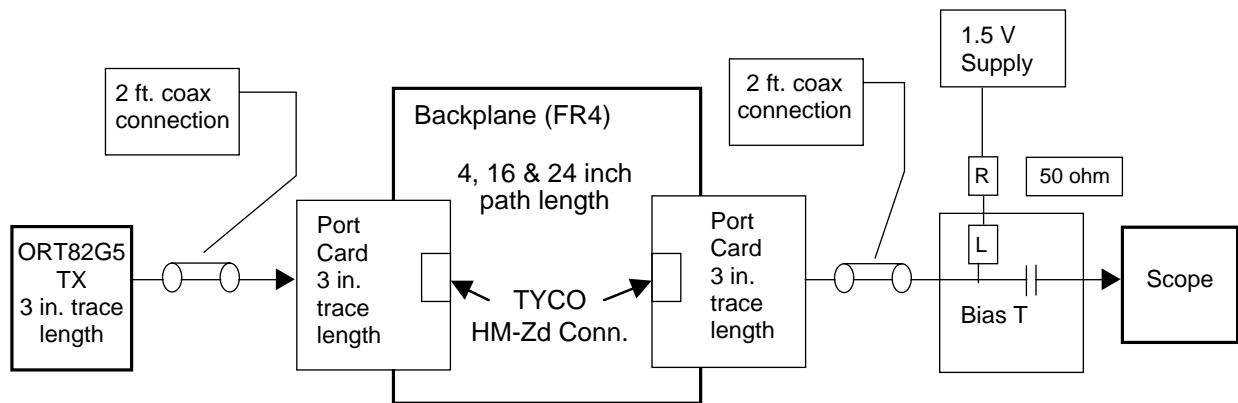 2 ft. coax
connection
Backplane (FR4)
4, 16 & 24 inch
path length
2 ft. coax
connection
1.5 V
Supply
R
50 ohm
L
ORT82G5
TX
3 in. trace
length
Port
Card
3 in.
trace
length
TYCO
HM-Zd Conn.
Port
Card
3 in.
trace
length
Bias T
Scope